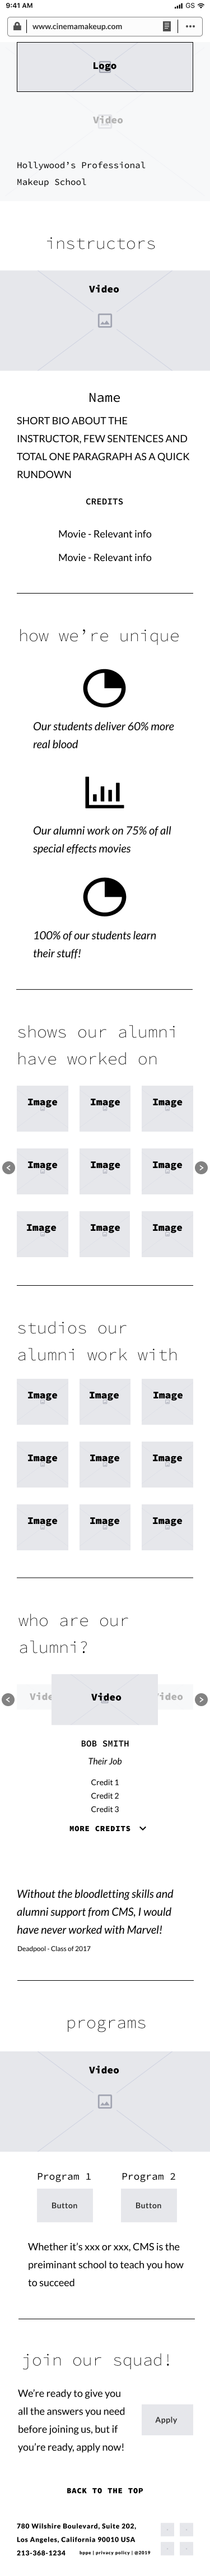 9:41 AM GS
www.cinemamakeup.com
Logo
Video
Hollywood's Professional
Makeup School
instructors
Video
Name
SHORT BIO ABOUT THE
INSTRUCTOR, FEW SENTENCES AND
TOTAL ONE PARAGRAPH AS A QUICK
RUNDOWN
CREDITS
Movie - Relevant info
Movie - Relevant info
how we're unique
Our students deliver 60% more
real blood
Our alumni work on 75% of all
special effects movies
100% of our students learn
their stuff!
shows our alumni
have worked on
Image Image Image
Image Image Image
Image Image Image
studios our
alumni work with
Image Image Image
Image Image Image
Image Image Image
who are our
alumni?
Vide Video ideo
BOB SMITH
Their Job
Credit 1
Credit 2
Credit 3
MORE CREDITS
Without the bloodletting skills and
alumni support from CMS, I would
have never worked with Marvel!
Deadpool - Class of 2017
programs
Video
Program 1 Program 2
Button Button
Whether it's xxx or xxx, CMS is the
preiminant school to teach you how
to succeed
join our squad!
We're ready to give you
all the answers you need
before joining us, but if
you're ready, apply now!
Apply
BACK TO THE TOP
780 Wilshire Boulevard, Suite 202,
Los Angeles, California 90010 USA
213-368-1234 bppe | privacy policy | @2019